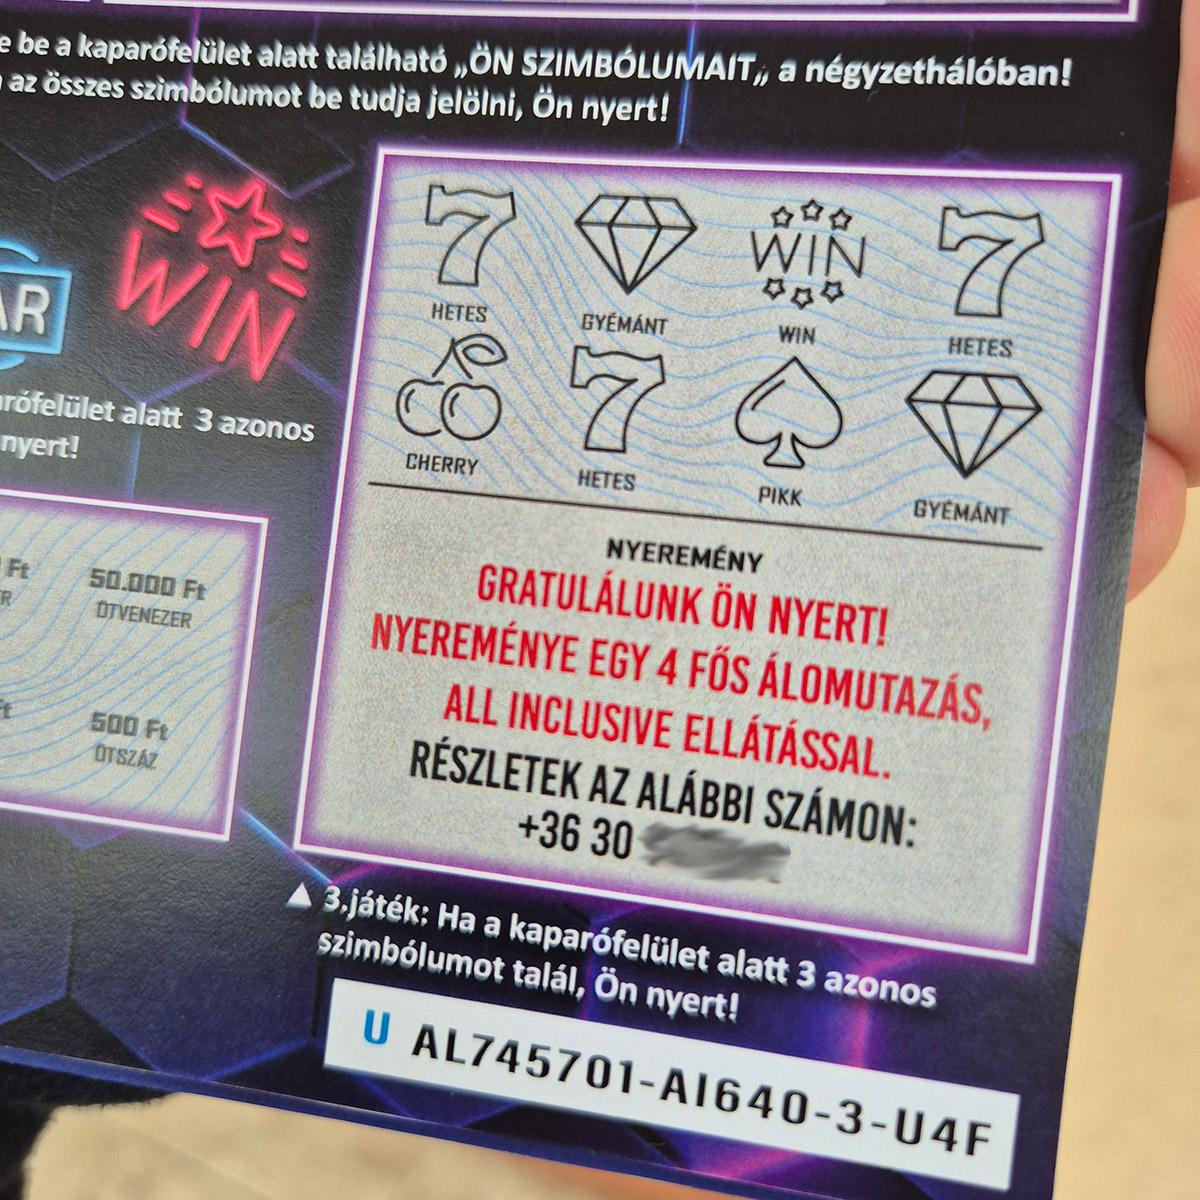 be a kaparófelület alatt található „ÖN SZIMBÓLUMAIT„ a négyzethálóban!
az összes szimbólumot be tudja jelölni, Ön nyert!
WIN
alatt 3 azonos
nyert!
Ft 50.000 Ft
ÖTVENEZER
500 Ft
ÖTSZÁZ
7 WIN 7
HETES GYÉMÁNT WIN HETES
7
CHERRY HETES PIKK GYÉMÁNT
NYEREMÉNY
GRATULÁLUNK ÖN NYERT!
NYEREMÉNYE EGY 4 FŐS ÁLOMUTAZÁS,
ALL INCLUSIVE ELLÁTÁSSAL.
RÉSZLETEK AZ ALÁBBI SZÁMON:
+36 30
▲ 3.játék: Ha a kaparófelület alatt 3 azonos
szimbólumot talál, Ön nyert!
U AL745701-AI640-3-U4F